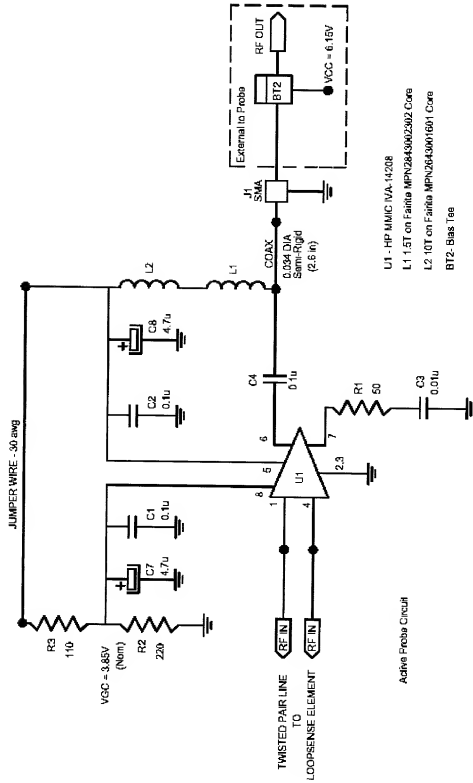 JUMPER WIRE - 30 awg
R3
110
VGC = 3.85V
(Nom)
R2
220
C7
4.7u
C1
0.1u
C2
0.1u
C8
4.7u
L2
L1
External to Probe
RF OUT
BT2
VCC = 6.15V
J1
SMA
COAX
0.034 DIA
Semi-Rigid
(2.6 in)
C4
0.1u
8
5
6
1
4
U1
7
2,3
R1
50
C3
0.01u
TWISTED PAIR LINE
TO
LOOPSENSE ELEMENT
RF IN
RF IN
U1 - HP MMIC IVA-14208
L1 1.5T on Fairite MPN2843002302 Core
L2 10T on Fairite MPN2643001601 Core
BT2- Bias Tee
Active Probe Circuit